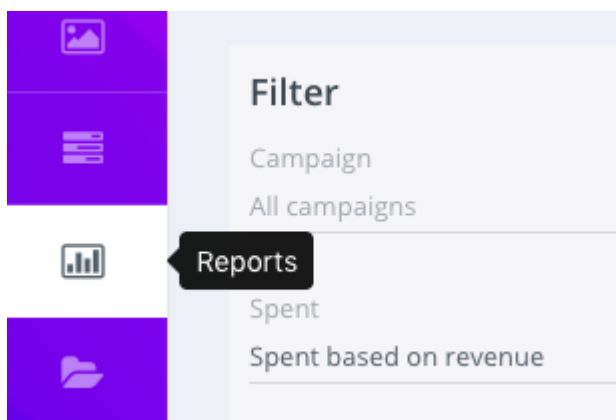 Filter
Campaign
All campaigns
Reports
Spent
Spent based on revenue